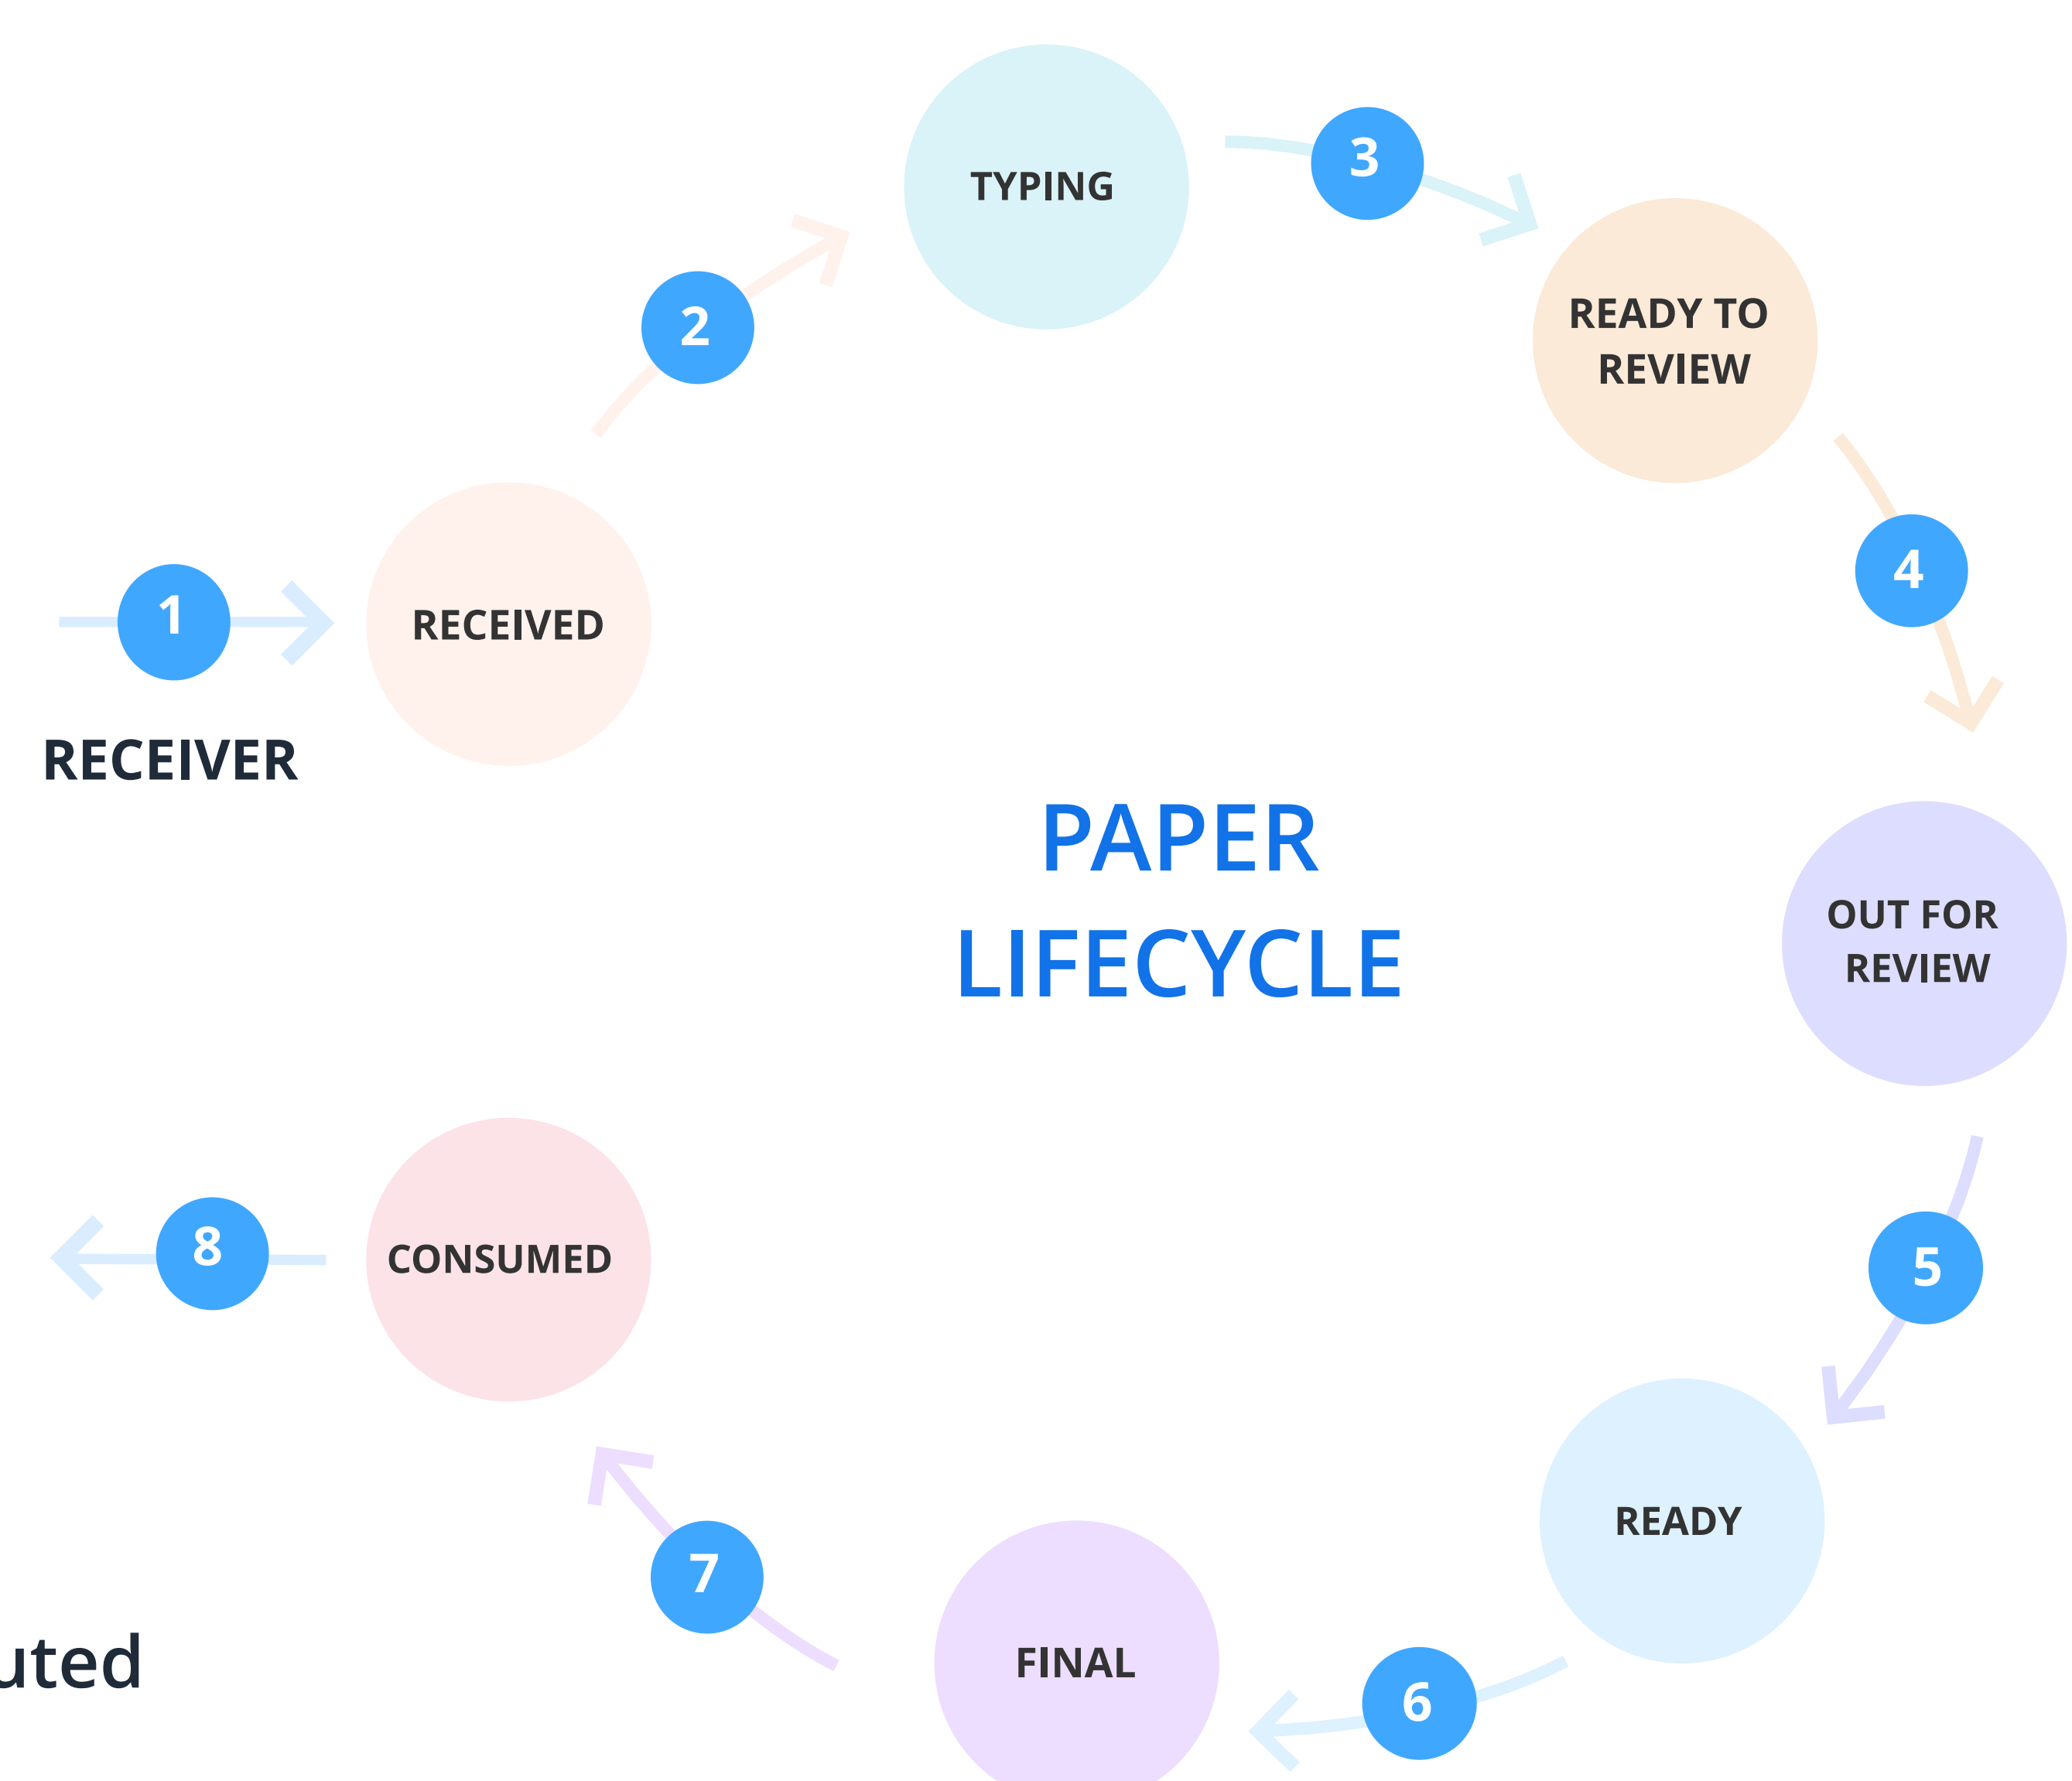 TYPING
3
READY TO
REVIEW
2
4
1
RECEIVED
RECEIVER
PAPER
LIFECYCLE
OUT FOR
REVIEW
8
CONSUMED
5
READY
7
FINAL
6